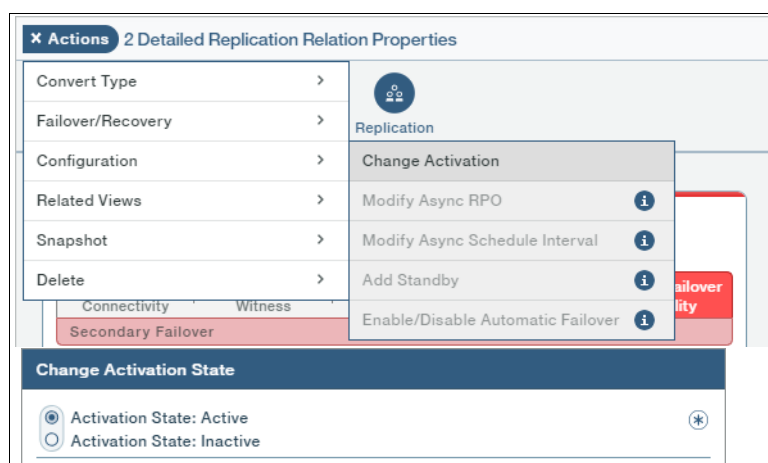 × Actions 2 Detailed Replication Relation Properties
Convert Type
Failover/Recovery
Replication
Configuration
Change Activation
Related Views
Modify Async RPO
Snapshot
Modify Async Schedule Interval
Delete
Add Standby
ailover
Connectivity Witness
lity
Enable/Disable Automatic Failover
Secondary Failover
Change Activation State
Activation State: Active
Activation State: Inactive